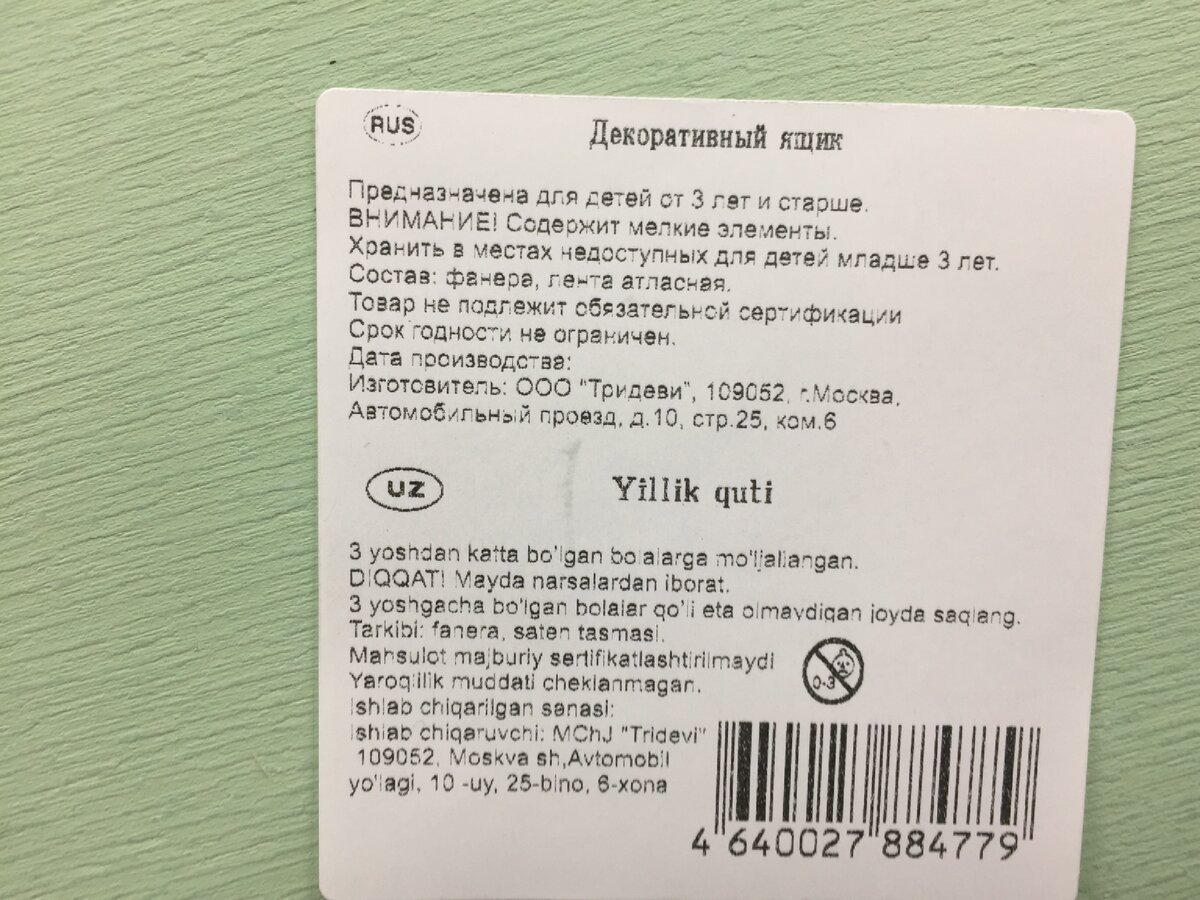 RUS
Декоративный ящик
Предназначена для детей от 3 лет и старше.
ВНИМАНИЕ! Содержит мелкие элементы.
Хранить в местах недоступных для детей младше 3 лет.
Состав: фанера, лента атласная.
Товар не подлежит обязательной сертификации
Срок годности не ограничен.
Дата производства:
Изготовитель: ООО "Тридеви", 109052, г.Москва,
Автомобильный проезд, д.10, стр.25, ком.6
UZ
Yillik quti
3 yoshdan katta bo'lgan bolalarga mo'ljallangan.
DIQQAT! Mayda narsalardan iborat.
3 yoshgacha bo'lgan bolalar qo'li eta olmaydigan joyda saqlang.
Tarkibi: fanera, saten tasmasi.
Mahsulot majburiy sertifikatlashtirilmaydi
Yaroqlilik muddati cheklanmagan.
Ishlab chiqarilgan sanasi:
Ishlab chiqaruvchi: MChJ "Tridevi"
109052, Moskva sh,Avtomobil
yo'lagi, 10 -uy, 25-bino, 6-xona
0-3
4 640027 884779